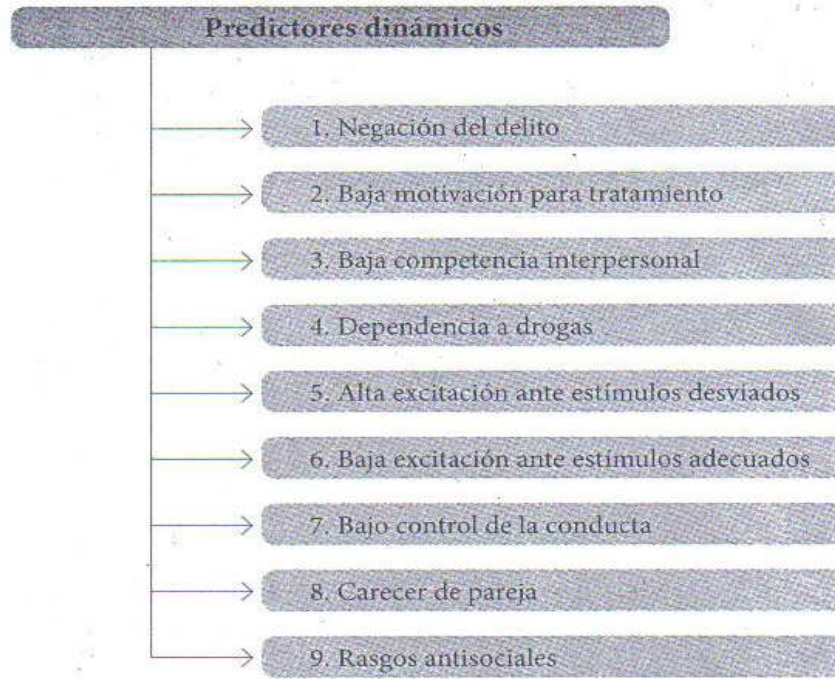 Predictores dinámicos
1. Negación del delito
2. Baja motivación para tratamiento
3. Baja competencia interpersonal
4. Dependencia a drogas
5. Alta excitación ante estímulos desviados
6. Baja excitación ante estímulos adecuados
7. Bajo control de la conducta
8. Carecer de pareja
9. Rasgos antisociales